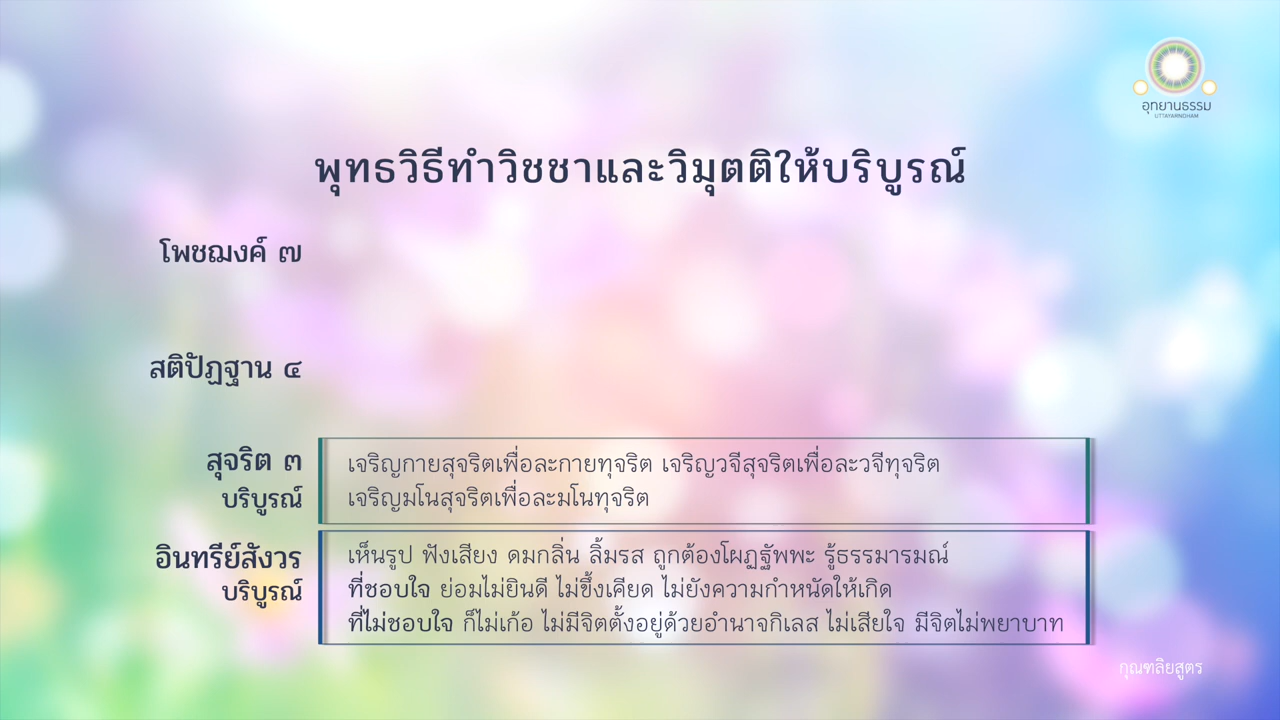 อุทยานธรรม
UTTAYARNDHAM
พุทธวิธีทำวิชชาและวิมุตติให้บริบูรณ์
โพชฌงค์ ๗
สติปัฏฐาน ๔
สุจริต ๓
บริบูรณ์
เจริญกายสุจริตเพื่อละกายทุจริต เจริญวจีสุจริตเพื่อละวจีทุจริต
เจริญมโนสุจริตเพื่อละมโนทุจริต
อินทรีย์สังวร
บริบูรณ์
เห็นรูป ฟังเสียง ดมกลิ่น ลิ้มรส ถูกต้องโผฏฐัพพะ รู้ธรรมารมณ์
ที่ชอบใจ ย่อมไม่ยินดี ไม่ขึ้งเคียด ไม่ยังความกำหนัดให้เกิด
ที่ไม่ชอบใจ ก็ไม่เก้อ ไม่มีจิตตั้งอยู่ด้วยอำนาจกิเลส ไม่เสียใจ มีจิตไม่พยาบาท
กุณฑลิยสูตร